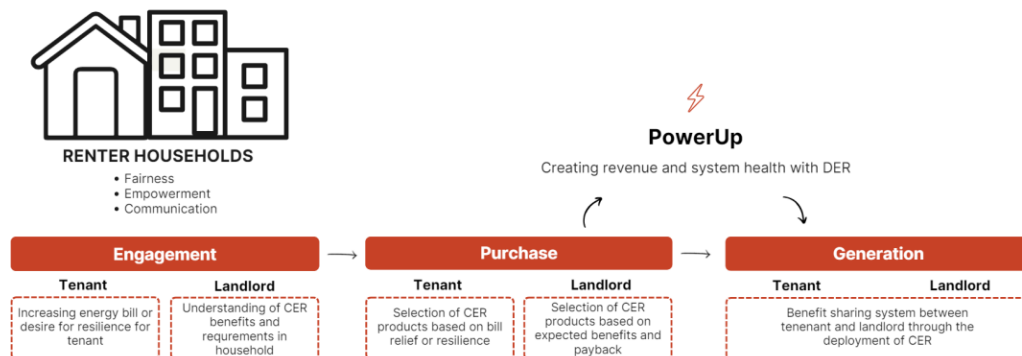 RENTER HOUSEHOLDS
• Fairness
• Empowerment
• Communication
PowerUp
Creating revenue and system health with DER
Engagement
Tenant
Landlord
Increasing energy bill or
desire for resilience for
tenant
Understanding of CER
benefits and
requrements in
household
Purchase
Tenant
Landlord
Selection of CER
products based on bill
relief or resilience
Selection of CER
products based on
expected benefits and
payback
Generation
Tenant
Landlord
Benefit sharing system between
tenenant and landlord through the
deployment of CER